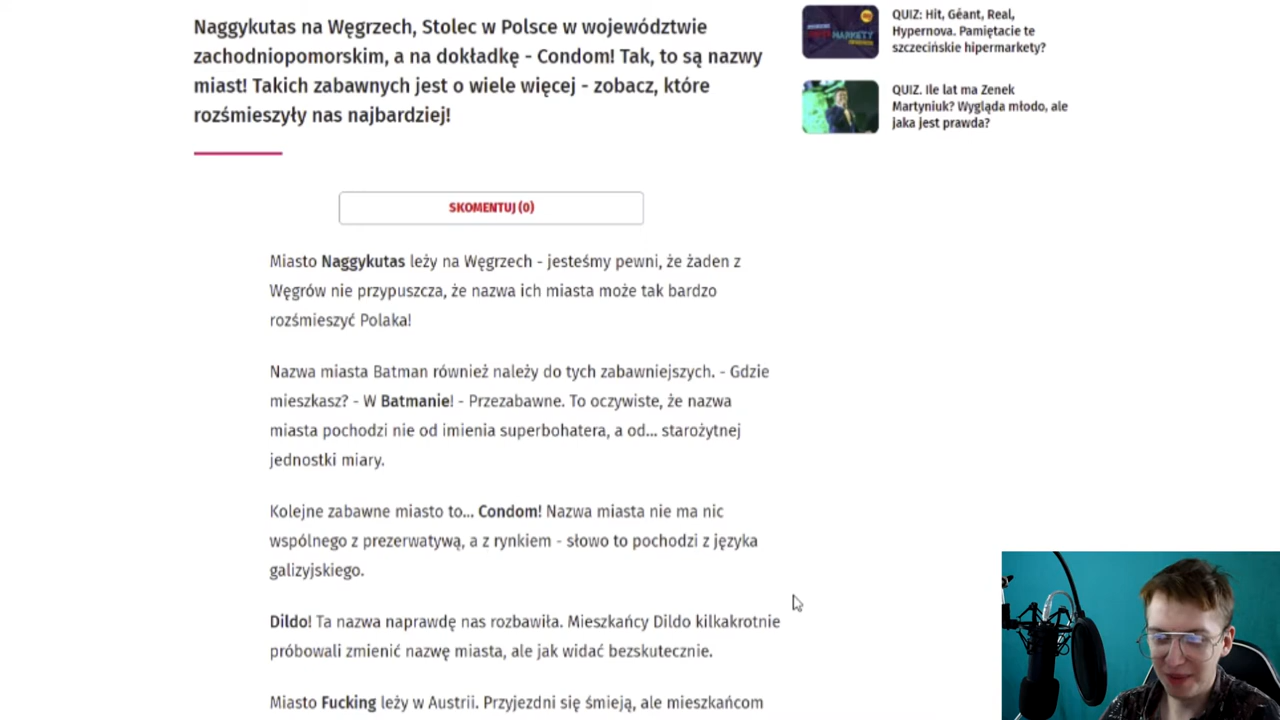 Naggykutas na Węgrzech, Stolec w Polsce w województwie
zachodniopomorskim, a na dokładkę - Condom! Tak, to są nazwy
miast! Takich zabawnych jest o wiele więcej - zobacz, które
rozśmieszyły nas najbardziej!
SKOMENTUJ (0)
Miasto Naggykutas leży na Węgrzech - jesteśmy pewni, że żaden z
Węgrów nie przypuszcza, że nazwa ich miasta może tak bardzo
rozśmieszyć Polaka!
Nazwa miasta Batman również należy do tych zabawniejszych. - Gdzie
mieszkasz? - W Batmanie! - Przezabawne. To oczywiste, że nazwa
miasta pochodzi nie od imienia superbohatera, a od... starożytnej
jednostki miary.
Kolejne zabawne miasto to... Condom! Nazwa miasta nie ma nic
wspólnego z prezerwatywą, a z rynkiem - słowo to pochodzi z języka
galizyjskiego.
Dildo! Ta nazwa naprawdę nas rozbawiła. Mieszkańcy Dildo kilkakrotnie
próbowali zmienić nazwę miasta, ale jak widać bezskutecznie.
Miasto Fucking leży w Austrii. Przyjezdni się śmieją, ale mieszkańcom
MARKETY
QUIZ: Hit, Géant, Real,
Hypernova. Pamiętacie te
szczecińskie hipermarkety?
QUIZ. Ile lat ma Zenek
Martyniuk? Wygląda młodo, ale
jaka jest prawda?